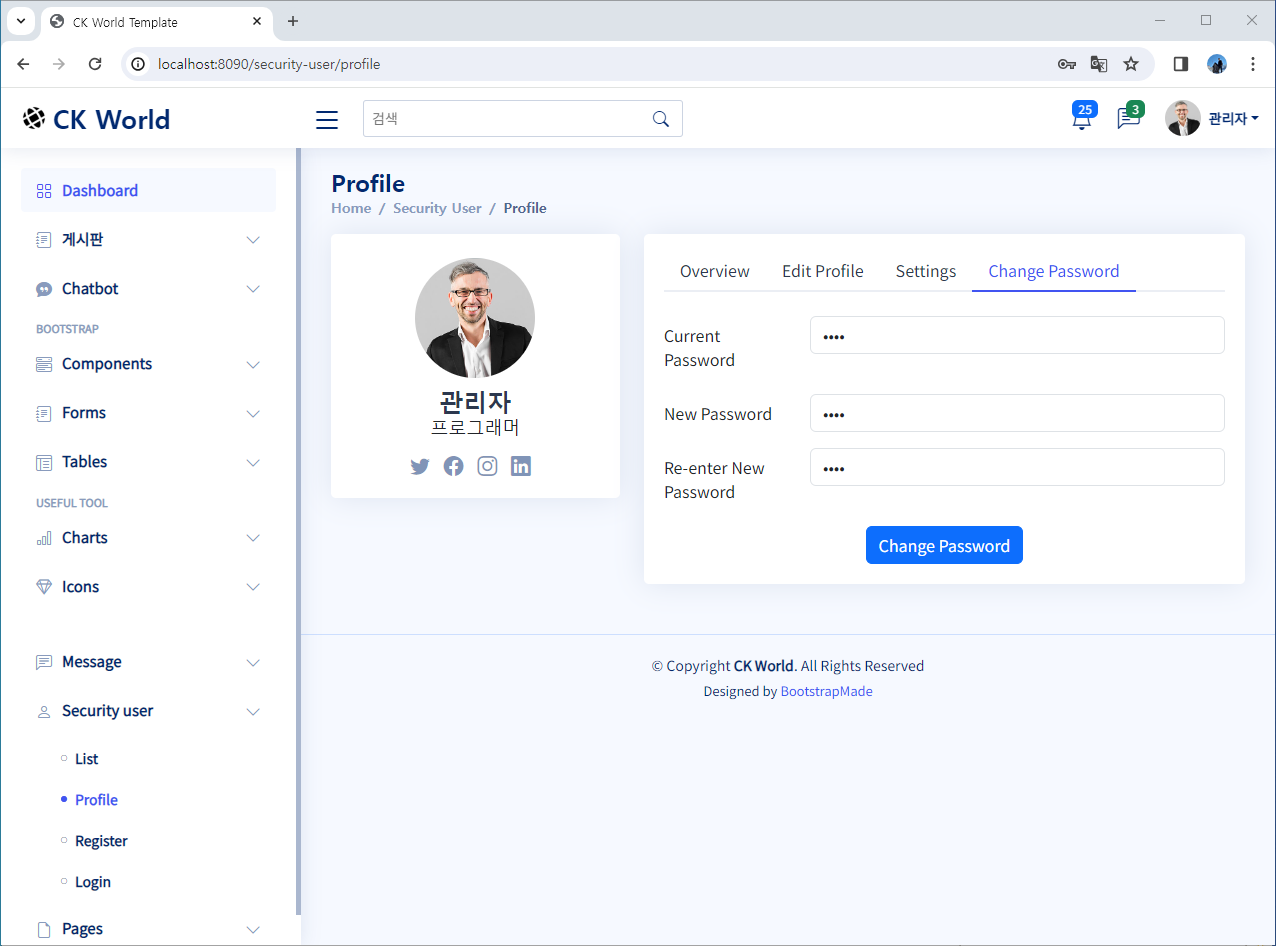 CK World Template
localhost:8090/security-user/profile
CK World
검색
25
3
관리자
Dashboard
게시판
Chatbot
BOOTSTRAP
Components
Forms
Tables
USEFUL TOOL
Charts
Icons
Message
Security user
List
Profile
Register
Login
Pages
Profile
Home / Security User / Profile
관리자
프로그래머
Overview
Edit Profile
Settings
Change Password
Current
Password
••••
New Password
••••
Re-enter New
Password
••••
Change Password
© Copyright CK World. All Rights Reserved
Designed by BootstrapMade